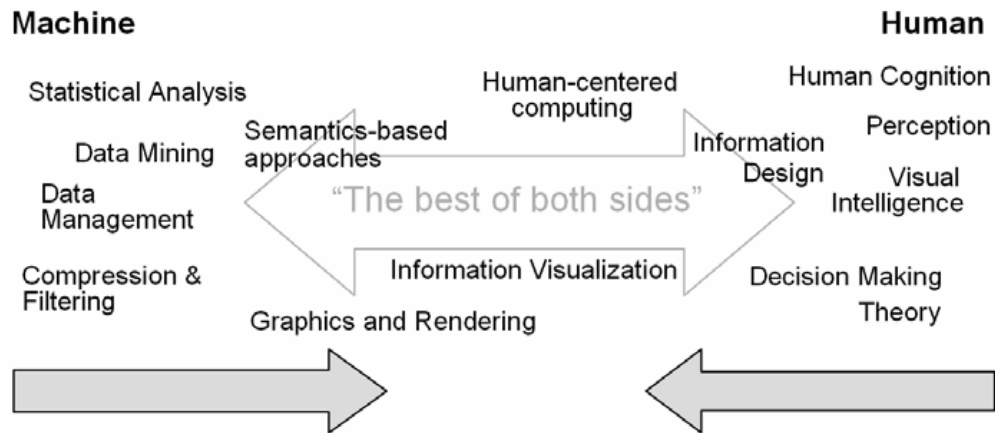 Machine
Human
Statistical Analysis
Human-centered
computing
Human Cognition
Semantics-based
approaches
Data Mining
Information
Design
Perception
Data
Management
"The best of both sides"
Visual
Intelligence
Compression &
Filtering
Information Visualization
Decision Making
Theory
Graphics and Rendering